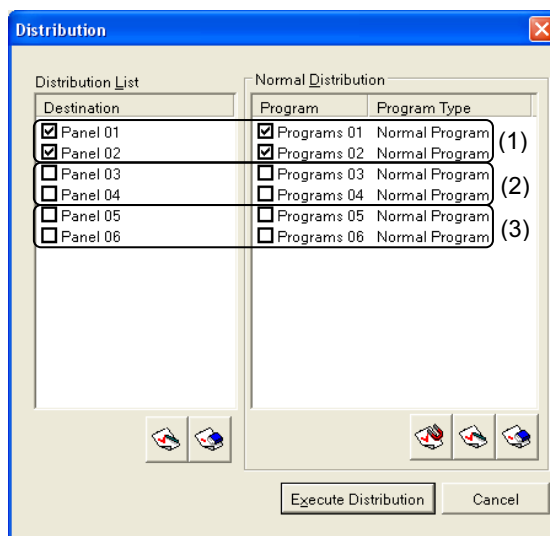 Distribution
Distribution List
Normal Distribution
Destination
Program Program Type
Panel 01 Programs 01 Normal Program
Panel 02 Programs 02 Normal Program
(1)
Panel 03 Programs 03 Normal Program
Panel 04 Programs 04 Normal Program
(2)
Panel 05 Programs 05 Normal Program
Panel 06 Programs 06 Normal Program
(3)
Execute Distribution
Cancel